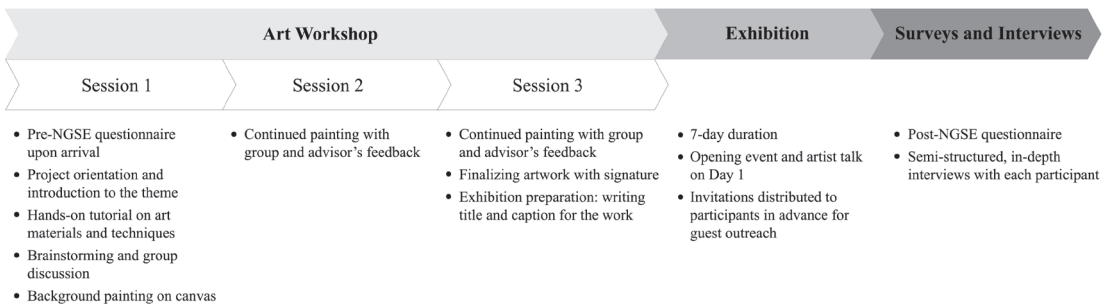 Art Workshop
Exhibition
Surveys and Interviews
Session 1
Session 2
Session 3
• Pre-NGSE questionnaire
upon arrival
• Project orientation and
introduction to the theme
• Hands-on tutorial on art
materials and techniques
• Brainstorming and group
discussion
• Background painting on canvas
• Continued painting with
group and advisor's feedback
• Continued painting with group
and advisor's feedback
• Finalizing artwork with signature
• Exhibition preparation: writing
title and caption for the work
• 7-day duration
• Opening event and artist talk
on Day 1
• Invitations distributed to
participants in advance for
guest outreach
• Post-NGSE questionnaire
• Semi-structured, in-depth
interviews with each participant